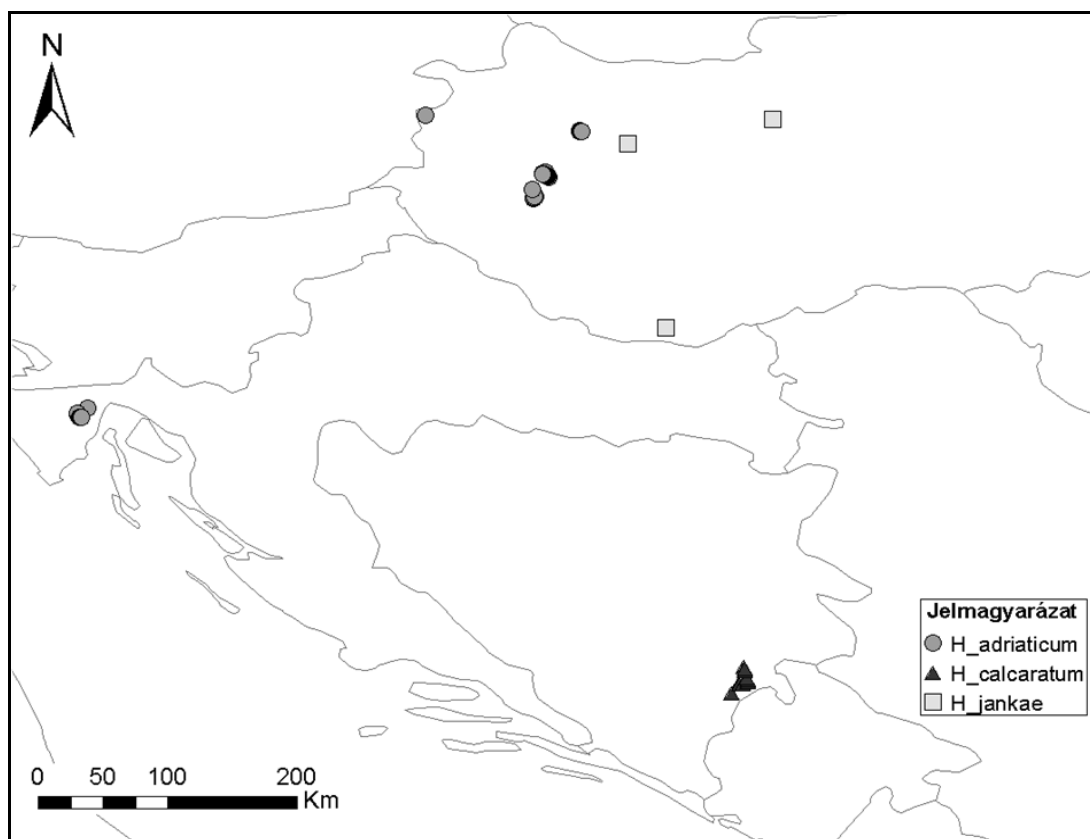 N
Jelmagyarázat
H_adriaticum
H_calcaratum
H_jankae
0 50 100 200
Km